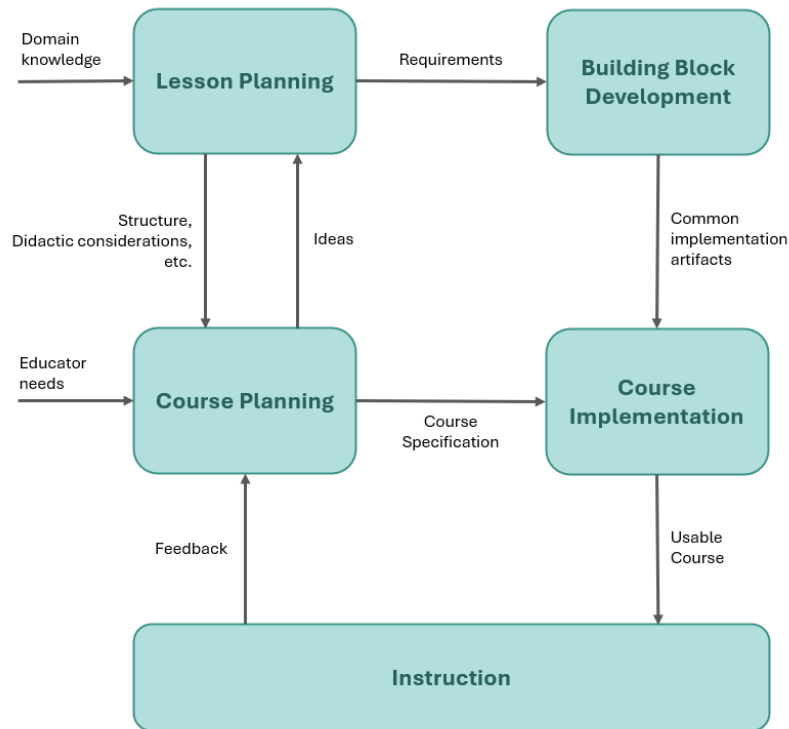 Domain
knowledge
Lesson Planning
Requirements
Building Block
Development
Structure,
Didactic considerations,
etc.
Ideas
Common
implementation
artifacts
Educator
needs
Course Planning
Course
Specification
Course
Implementation
Feedback
Usable
Course
Instruction